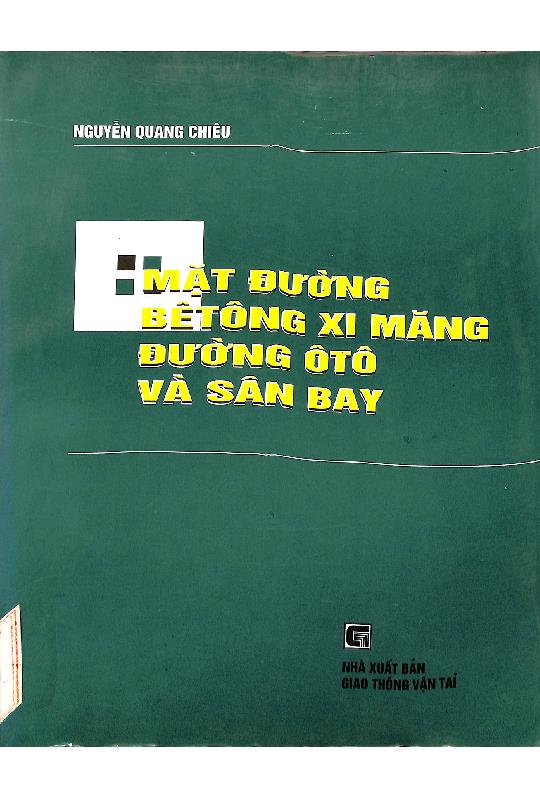 NGUYỄN QUANG CHIÊU
MẶT ĐƯỜNG
BÊTÔNG XI MĂNG
ĐƯỜNG ÔTÔ
VÀ SÂN BAY
NHÀ XUẤT BẢN
GIAO THÔNG VẬN TẢI